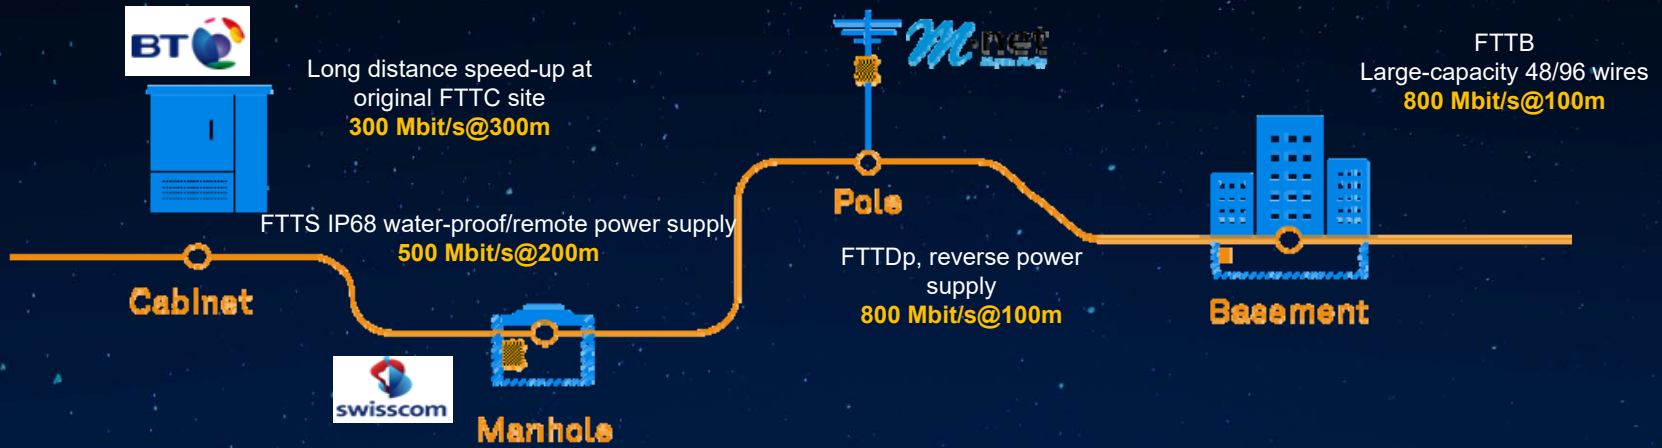 BT
Long distance speed-up at
original FTTC site
300 Mbit/s@300m
Cabinet
FTTS IP68 water-proof/remote power supply
500 Mbit/s@200m
swisscom
Manhole
M-net
Pole
FTTDp, reverse power
supply
800 Mbit/s@100m
FTTB
Large-capacity 48/96 wires
800 Mbit/s@100m
Basement